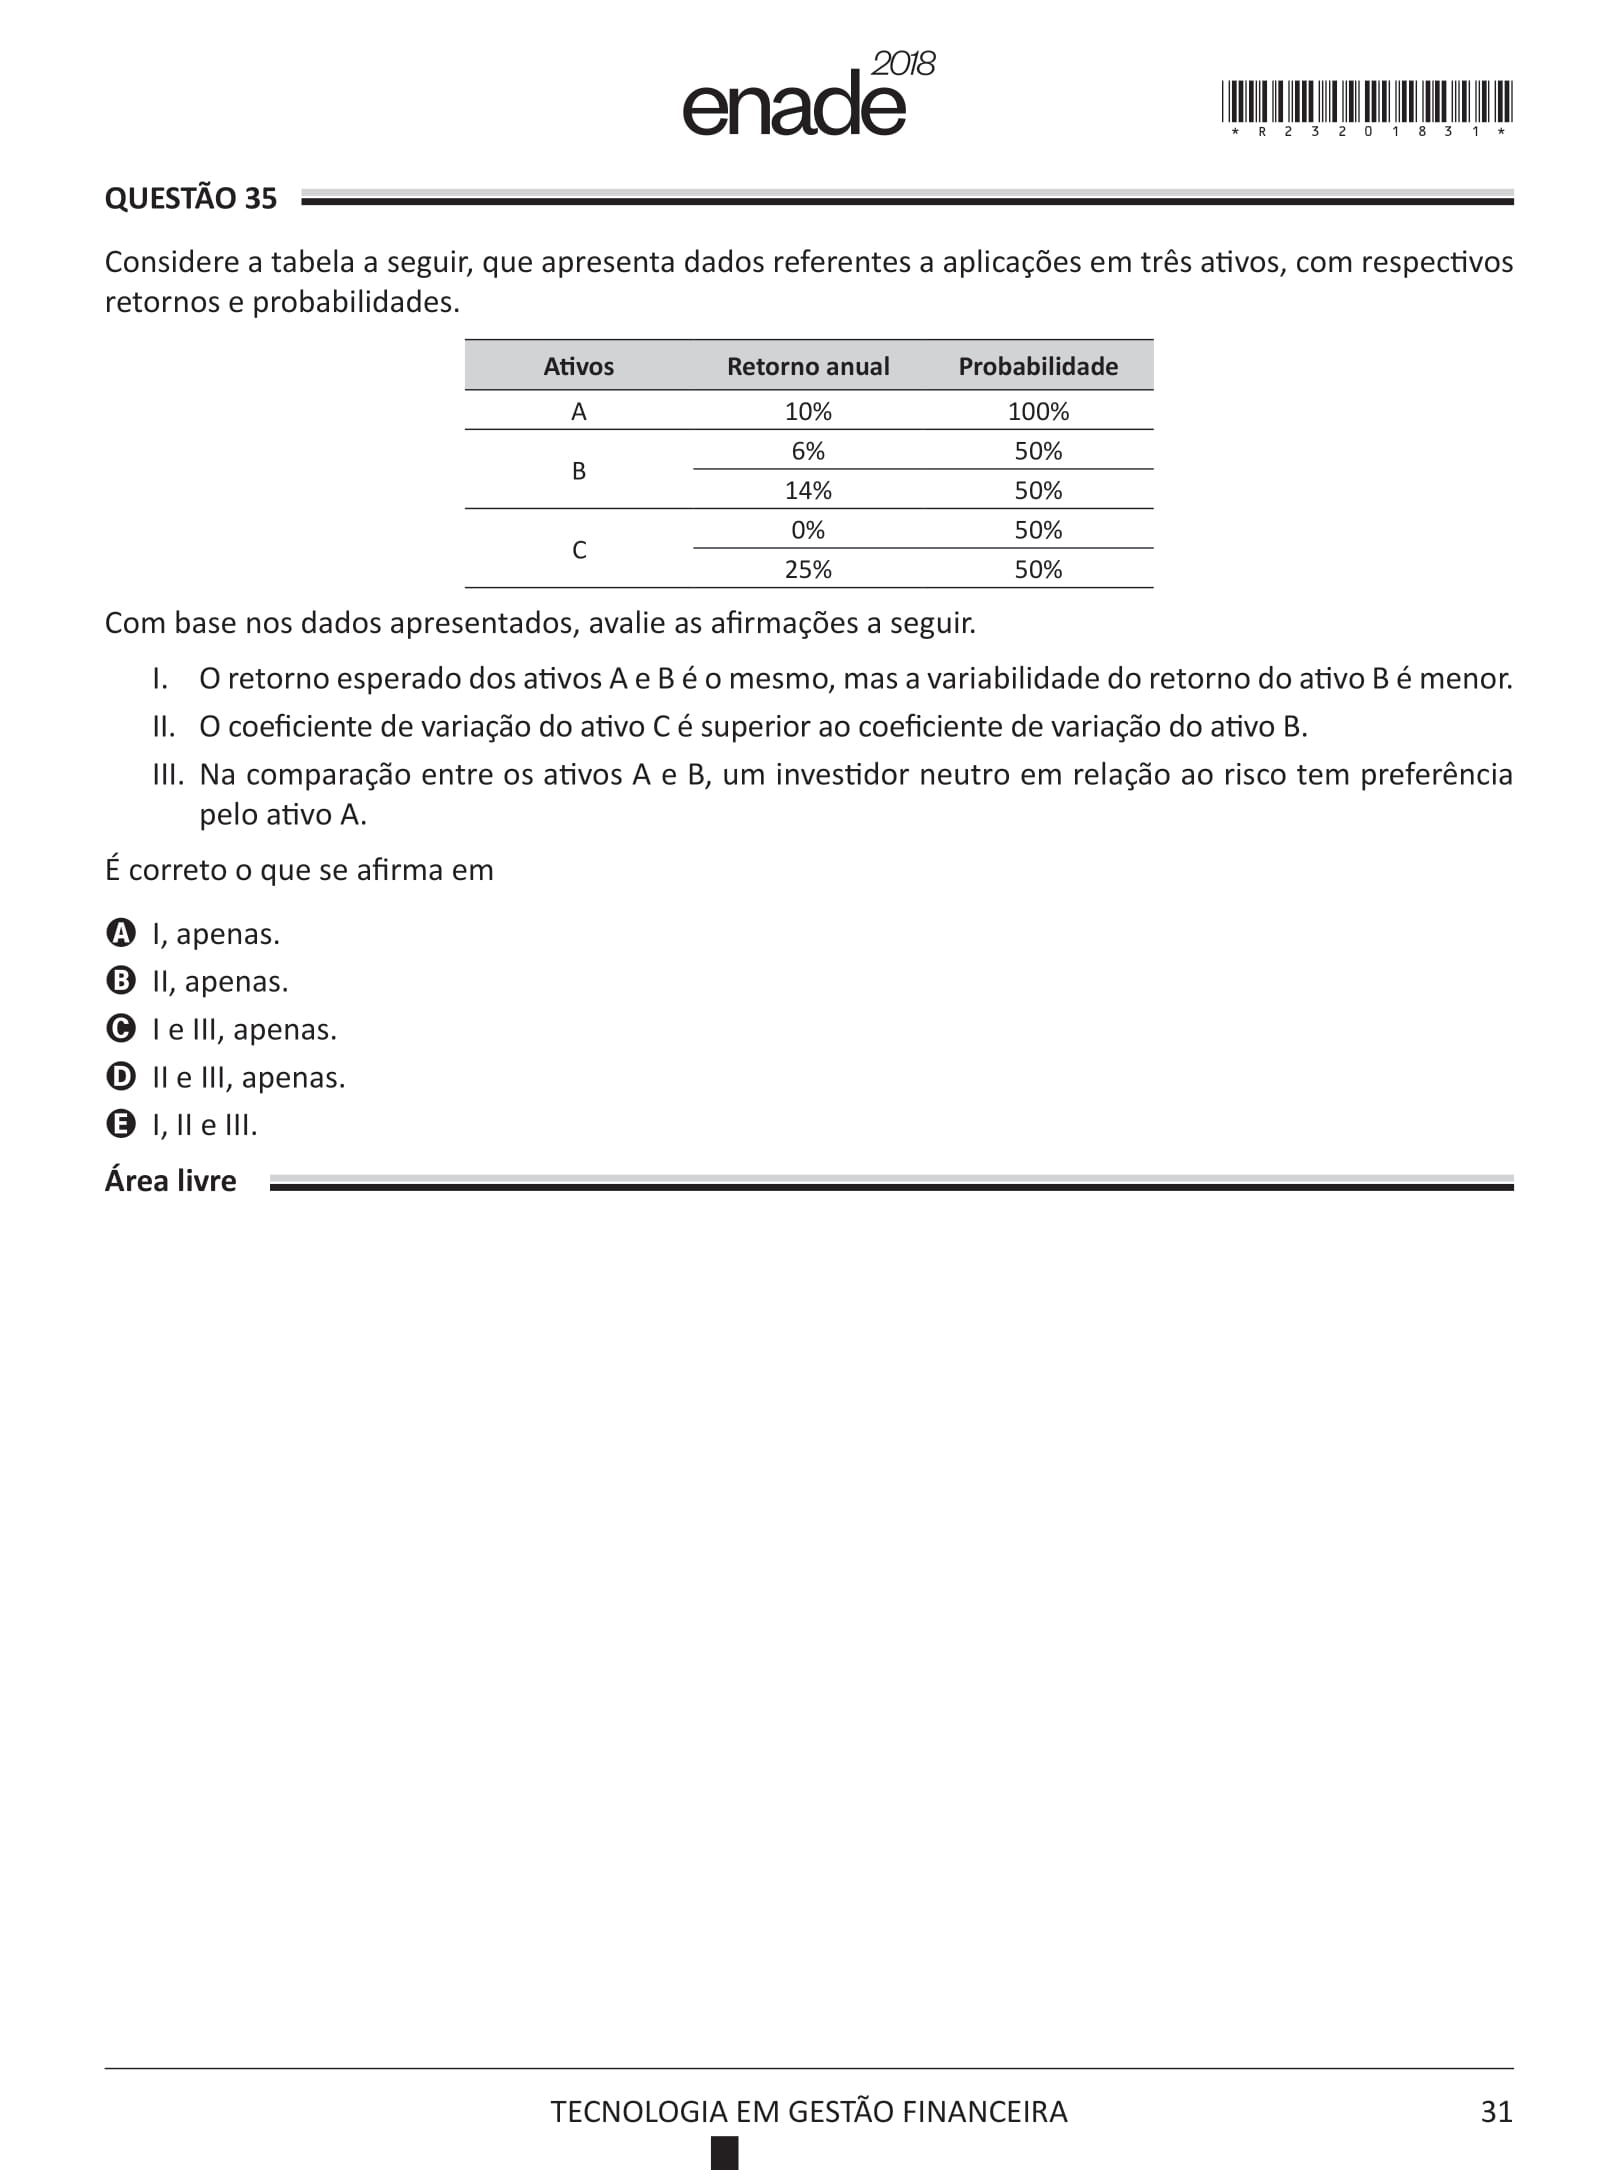 enade 2018
* R 2 3 2 0 1 8 3 1 *
QUESTÃO 35
Considere a tabela a seguir, que apresenta dados referentes a aplicações em três ativos, com respectivos
retornos e probabilidades.
Ativos Retorno anual Probabilidade
A 10% 100%
B 6% 50%
14% 50%
C 0% 50%
25% 50%
Com base nos dados apresentados, avalie as afirmações a seguir.
I. O retorno esperado dos ativos A e B é o mesmo, mas a variabilidade do retorno do ativo B é menor.
II. O coeficiente de variação do ativo C é superior ao coeficiente de variação do ativo B.
III. Na comparação entre os ativos A e B, um investidor neutro em relação ao risco tem preferência
pelo ativo A.
É correto o que se afirma em
A I, apenas.
B II, apenas.
C I e III, apenas.
D II e III, apenas.
E I, II e III.
Área livre
TECNOLOGIA EM GESTÃO FINANCEIRA 31